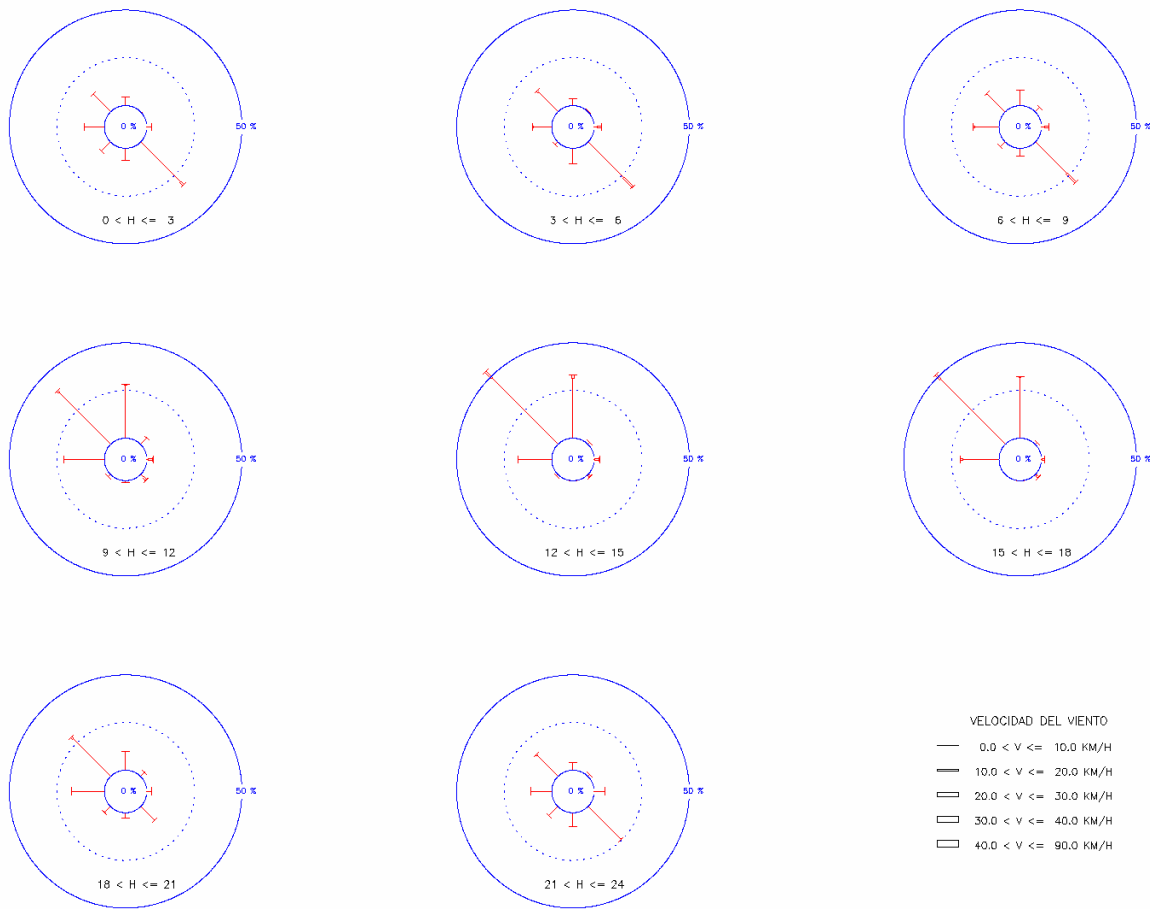 0 % 50 %
0 < H <= 3
0 % 50 %
3 < H <= 6
0 % 50 %
6 < H <= 9
0 % 50 %
9 < H <= 12
0 % 50 %
12 < H <= 15
0 % 50 %
15 < H <= 18
0 % 50 %
18 < H <= 21
0 % 50 %
21 < H <= 24
VELOCIDAD DEL VIENTO
0.0 < V <= 10.0 KM/H
10.0 < V <= 20.0 KM/H
20.0 < V <= 30.0 KM/H
30.0 < V <= 40.0 KM/H
40.0 < V <= 90.0 KM/H